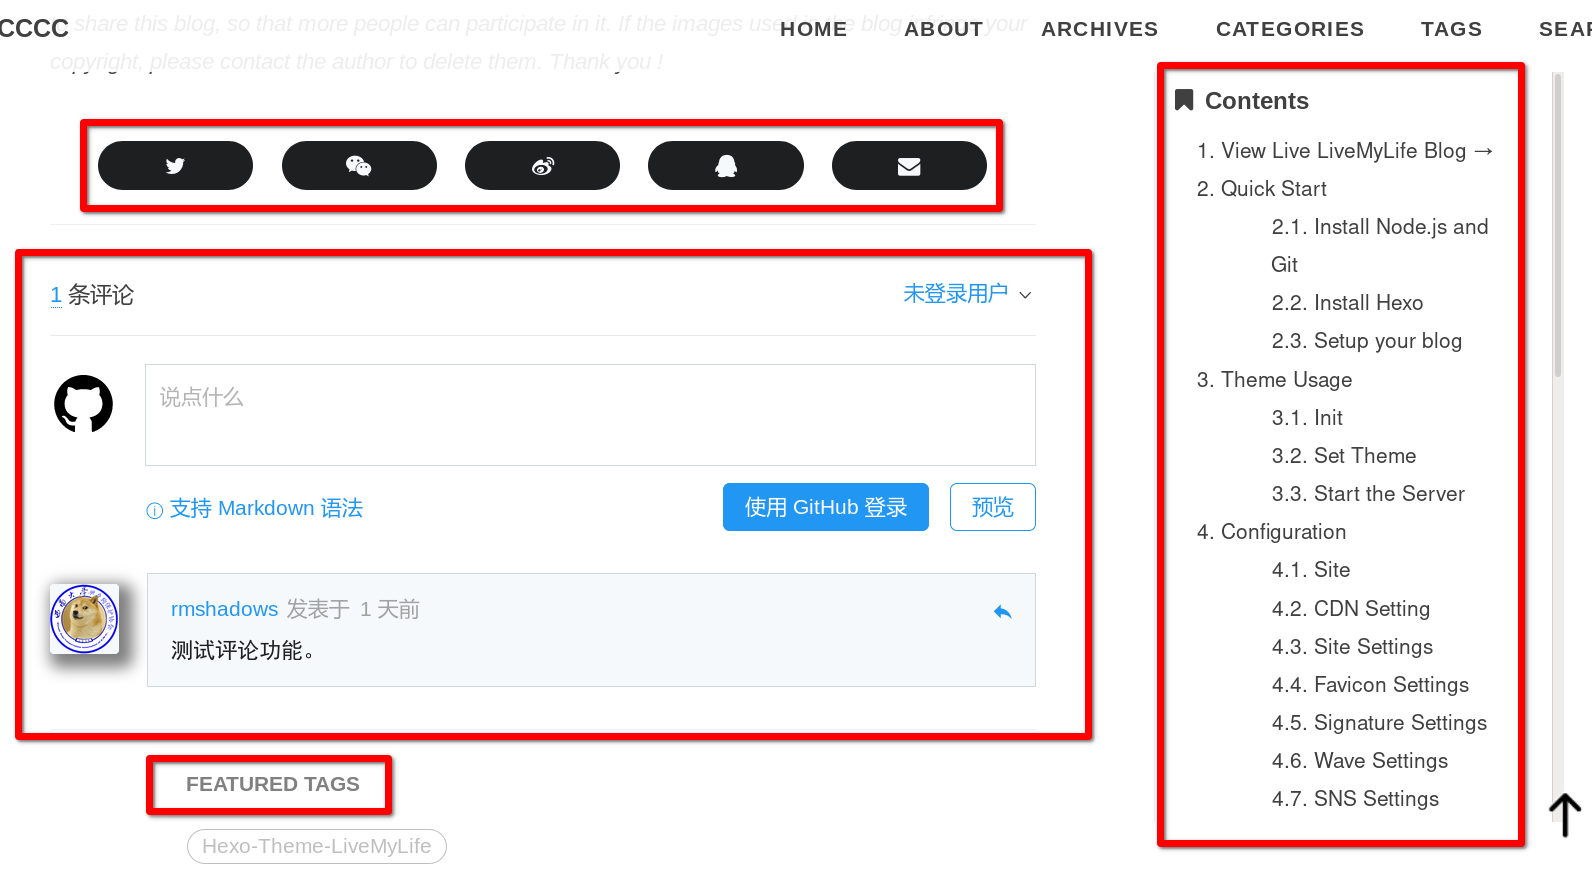 CCCC
HOME
ABOUT
ARCHIVES
CATEGORIES
TAGS
SEAR
share this blog, so that more people can participate in it. If the images used in the blog infringe your
copyright, please contact the author to delete them. Thank you !
1 条评论
未登录用户
说点什么
支持 Markdown 语法
使用 GitHub 登录
预览
rmshadows 发表于 1 天前
测试评论功能。
FEATURED TAGS
Hexo-Theme-LiveMyLife
Contents
1. View Live LiveMyLife Blog →
2. Quick Start
2.1. Install Node.js and
Git
2.2. Install Hexo
2.3. Setup your blog
3. Theme Usage
3.1. Init
3.2. Set Theme
3.3. Start the Server
4. Configuration
4.1. Site
4.2. CDN Setting
4.3. Site Settings
4.4. Favicon Settings
4.5. Signature Settings
4.6. Wave Settings
4.7. SNS Settings